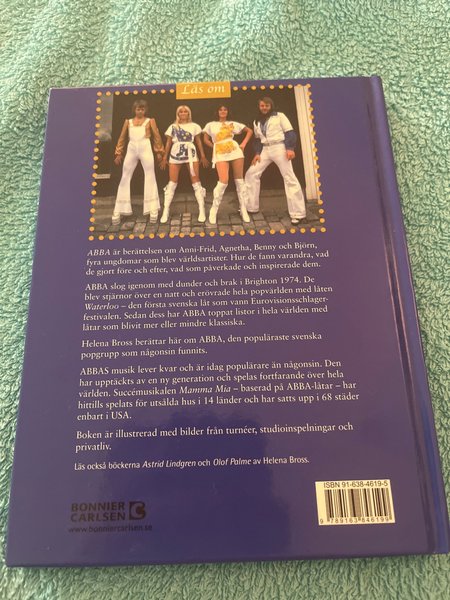 Läs om
ABBA är berättelsen om Anni-Frid, Agnetha, Benny och Björn,
fyra ungdomar som blev världsartister. Hur de fann varandra, vad
de gjort före och efter, vad som påverkade och inspirerade dem.
ABBA slog igenom med dunder och brak i Brighton 1974. De
blev stjärnor över en natt och erövrade hela popvärlden med låten
Waterloo – den första svenska låt som vann Eurovisionsschlager-
festivalen. Sedan dess har ABBA toppat listor i hela världen med
låtar som blivit mer eller mindre klassiska.
Helena Bross berättar här om ABBA, den populäraste svenska
popgrupp som någonsin funnits.
ABBAS musik lever kvar och är idag populärare än någonsin. Den
har upptäckts av en ny generation och spelas fortfarande över hela
världen. Succémusikalen Mamma Mia – baserad på ABBA-låtar – har
hittills spelats för utsålda hus i 14 länder och har satts upp i 68 städer
enbart i USA.
Boken är illustrerad med bilder från turnéer, studioinspelningar och
privatliv.
Läs också böckerna Astrid Lindgren och Olof Palme av Helena Bross.
ISBN 91-638-4619-5
BONNIER
CARLSEN C
www.bonniercarlsen.se
9 789163 846199